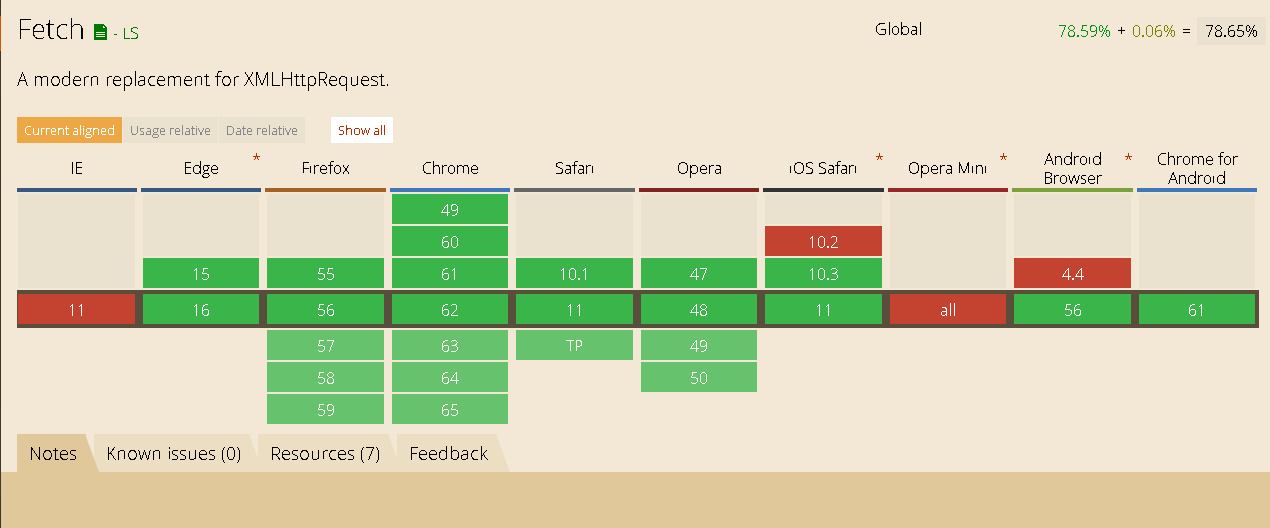 Fetch - LS Global 78.59% + 0.06% = 78.65%
A modern replacement for XMLHttpRequest.
Current aligned Usage relative Date relative Show all
IE Edge * Firefox Chrome Safari Opera iOS Safari * Opera Mini * Android Browser * Chrome for Android
49
60 10.2
15 55 61 10.1 47 10.3 4.4
11 16 56 62 11 48 11 all 56 61
57 63 TP 49
58 64 50
59 65
Notes Known issues (0) Resources (7) Feedback